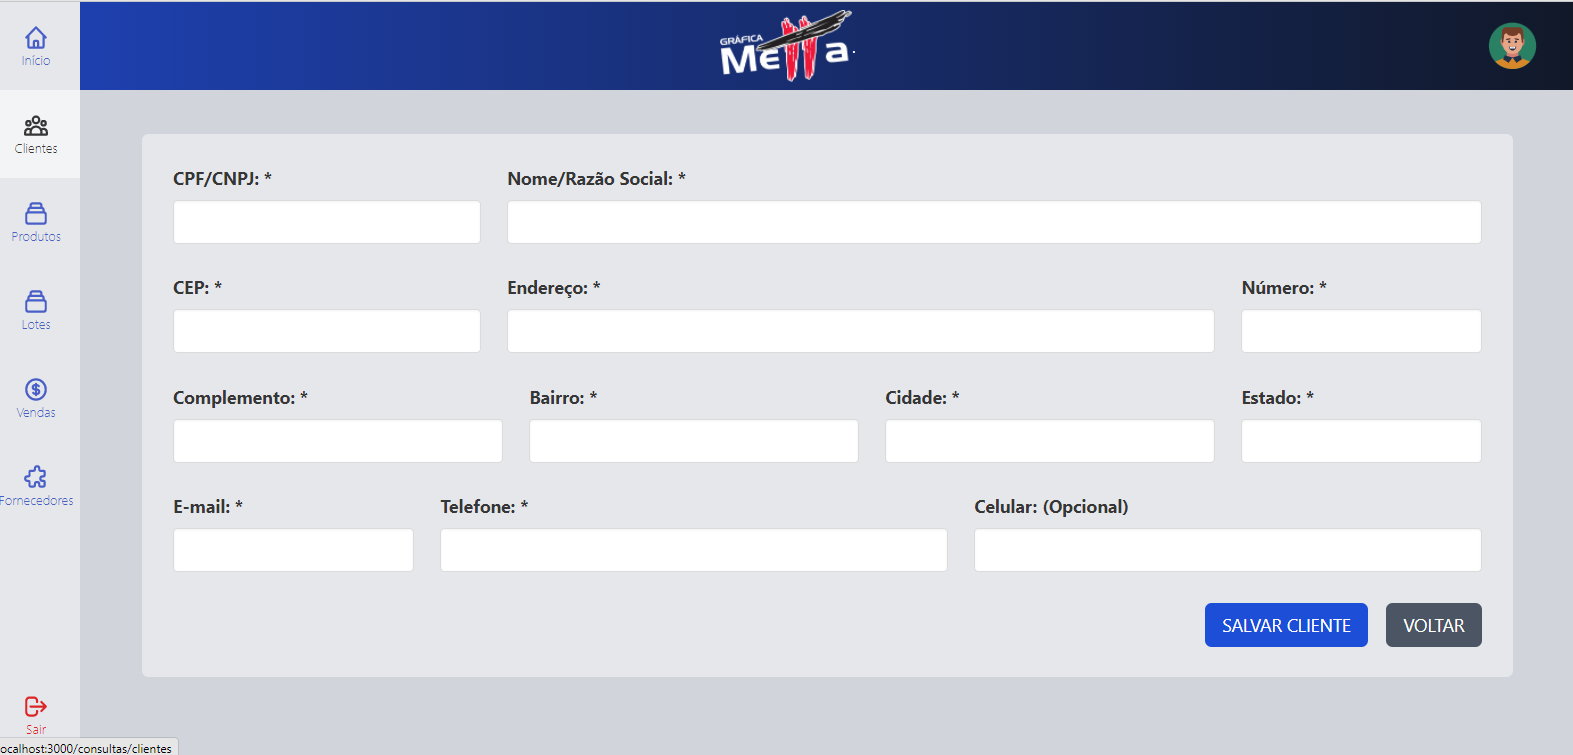 Início
GRÁFICA
Metta
Clientes
CPF/CNPJ: *
Nome/Razão Social: *
Produtos
CEP: *
Endereço: *
Número: *
Lotes
Complemento: *
Bairro: *
Cidade: *
Estado: *
Vendas
E-mail: *
Telefone: *
Celular: (Opcional)
Fornecedores
SALVAR CLIENTE
VOLTAR
Sair
ocalhost:3000/consultas/clientes